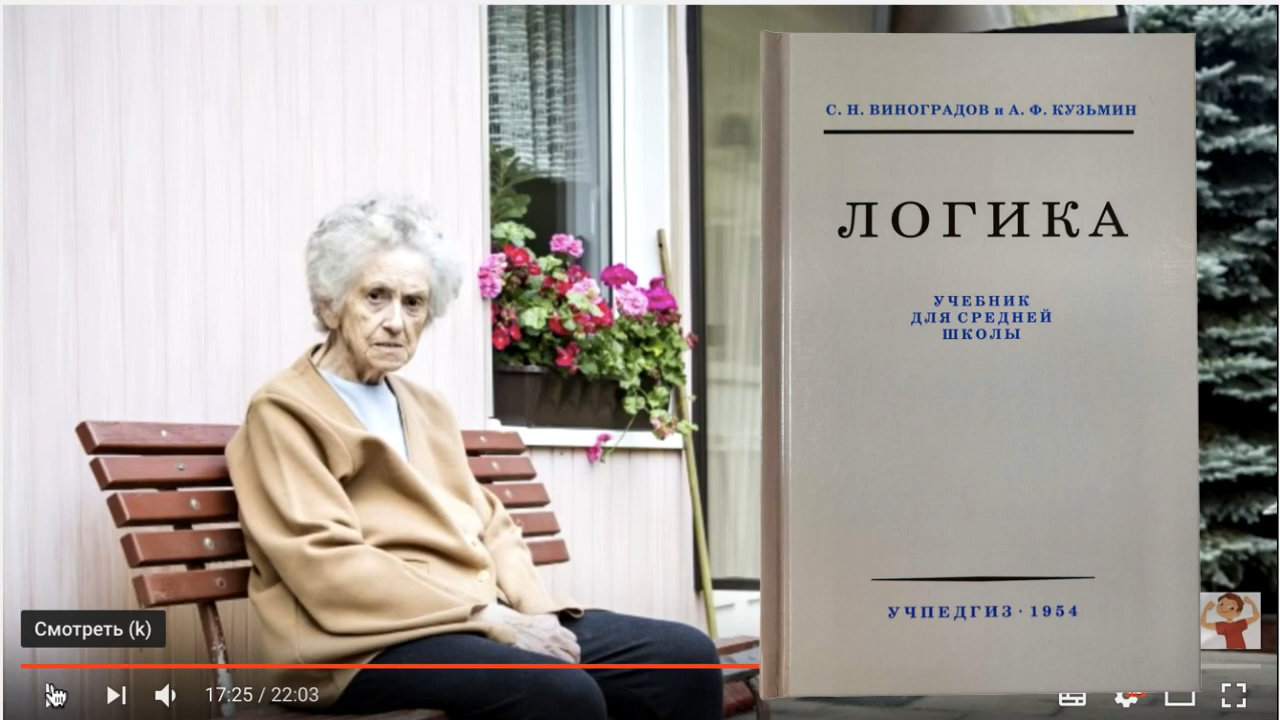 С. Н. ВИНОГРАДОВ и А. Ф. КУЗЬМИН
ЛОГИКА
УЧЕБНИК
ДЛЯ СРЕДНЕЙ
ШКОЛЫ
УЧПЕДГИЗ · 1954
Смотреть (k)
17:25 / 22:03